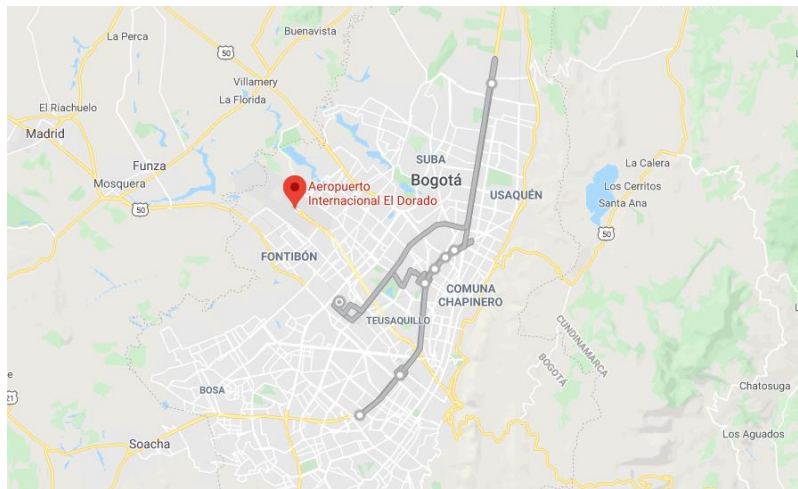 Buenavista
La Perca
50
Villamery
La Florida
El Riachuelo
Madrid
Funza
SUBA
La Calera
Bogotá
Mosquera
Aeropuerto
Internacional El Dorado
USAQUÉN
Los Cerritos
Santa Ana
50
50
FONTIBÓN
COMUNA
CHAPINERO
TEUSAQUILLO
CUNDINAMARCA
BOGOTÁ
BOSA
Chatosuga
21
Soacha
Los Aguados